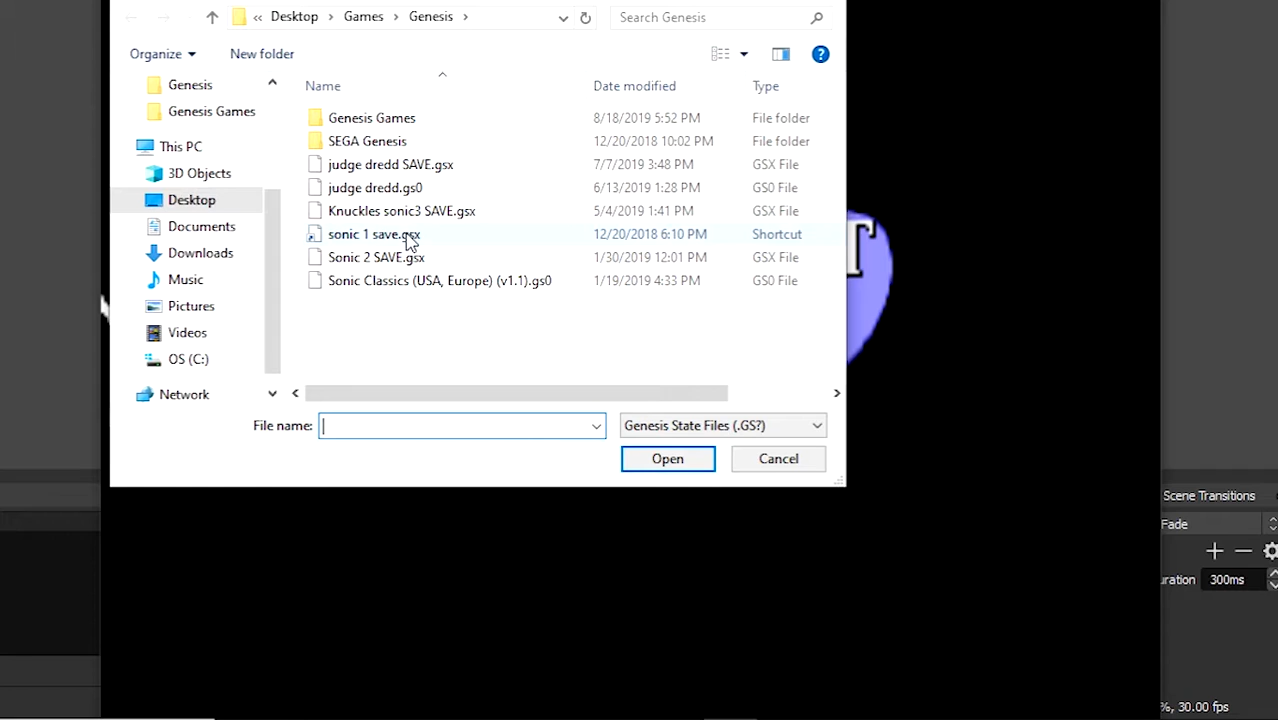 « Desktop > Games > Genesis > Search Genesis
Organize New folder
Genesis
Genesis Games
This PC
3D Objects
Desktop
Documents
Downloads
Music
Pictures
Videos
OS (C:)
Network
Name Date modified Type
Genesis Games 8/18/2019 5:52 PM File folder
SEGA Genesis 12/20/2018 10:02 PM File folder
judge dredd SAVE.gsx 7/7/2019 3:48 PM GSX File
judge dredd.gs0 6/13/2019 1:28 PM GS0 File
Knuckles sonic3 SAVE.gsx 5/4/2019 1:41 PM GSX File
sonic 1 save.gsx 12/20/2018 6:10 PM Shortcut
Sonic 2 SAVE.gsx 1/30/2019 12:01 PM GSX File
Sonic Classics (USA, Europe) (v1.1).gs0 1/19/2019 4:33 PM GS0 File
File name: Genesis State Files (.GS?)
Open Cancel
T
Scene Transitions
Fade
uration 300ms
%, 30.00 fps